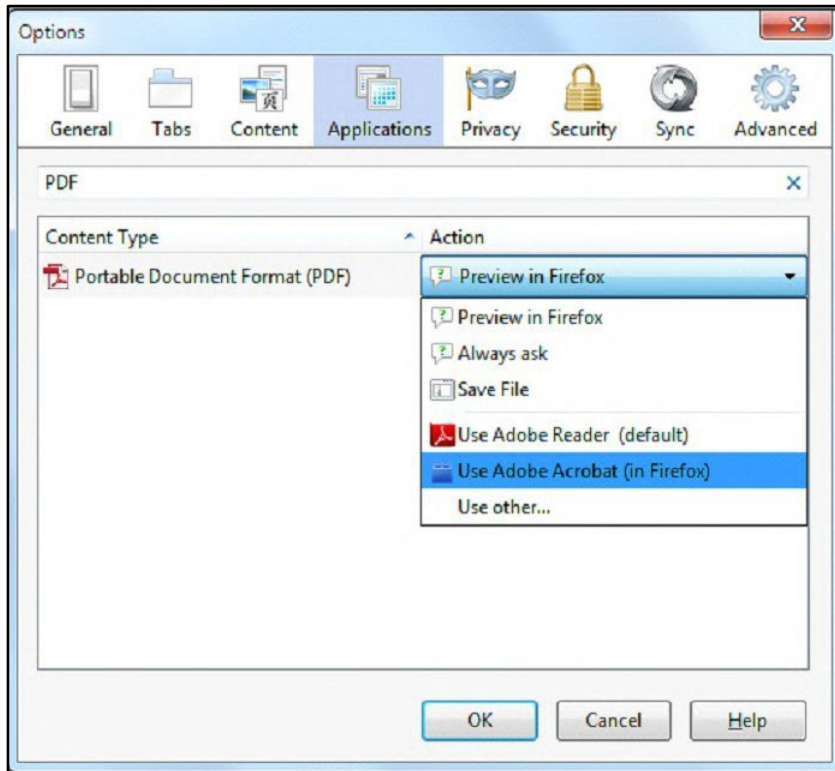 Options
General Tabs Content Applications Privacy Security Sync Advanced
PDF
Content Type Action
Portable Document Format (PDF) Preview in Firefox
Preview in Firefox
Always ask
Save File
Use Adobe Reader (default)
Use Adobe Acrobat (in Firefox)
Use other...
OK Cancel Help